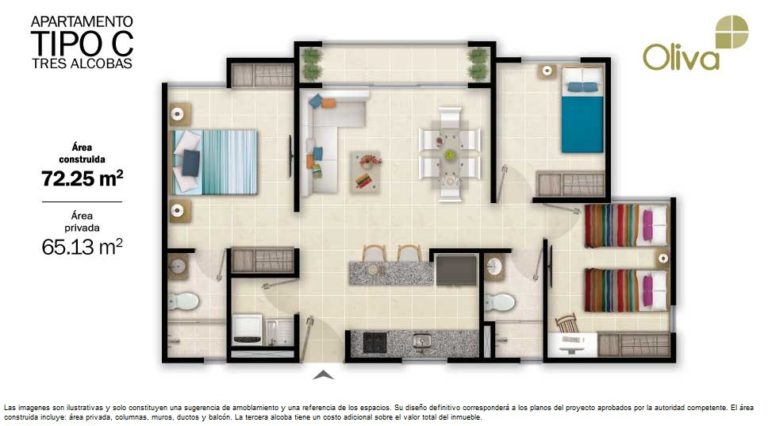 APARTAMENTO
TIPO C
TRES ALCOBAS
Oliva
Área
construida
72.25 m²
Área
privada
65.13 m²
Las imagenes son ilustrativas y solo constituyen una sugerencia de amoblamiento y una referencia de los espacios. Su diseño definitivo corresponderá a los planos del proyecto aprobados por la autoridad competente. El área
construida incluye: área privada, columnas, muros, ductos y balcón. La tercera alcoba tiene un costo adicional sobre el valor total del inmueble.